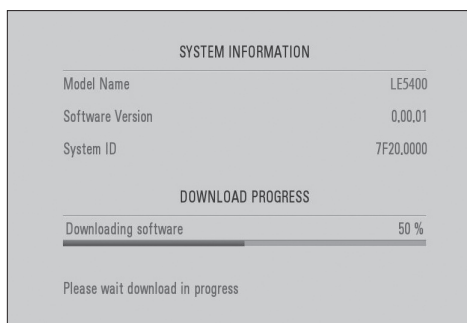 SYSTEM INFORMATION
Model Name LE5400
Software Version 0.00.01
System ID 7F20.0000
DOWNLOAD PROGRESS
Downloading software 50 %
Please wait download in progress